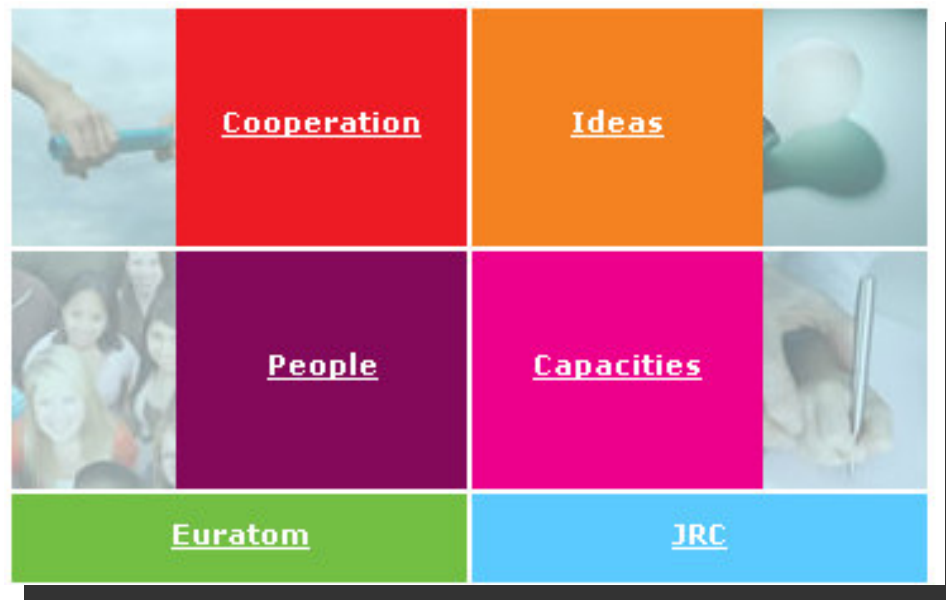 Cooperation
Ideas
People
Capacities
Euratom
JRC